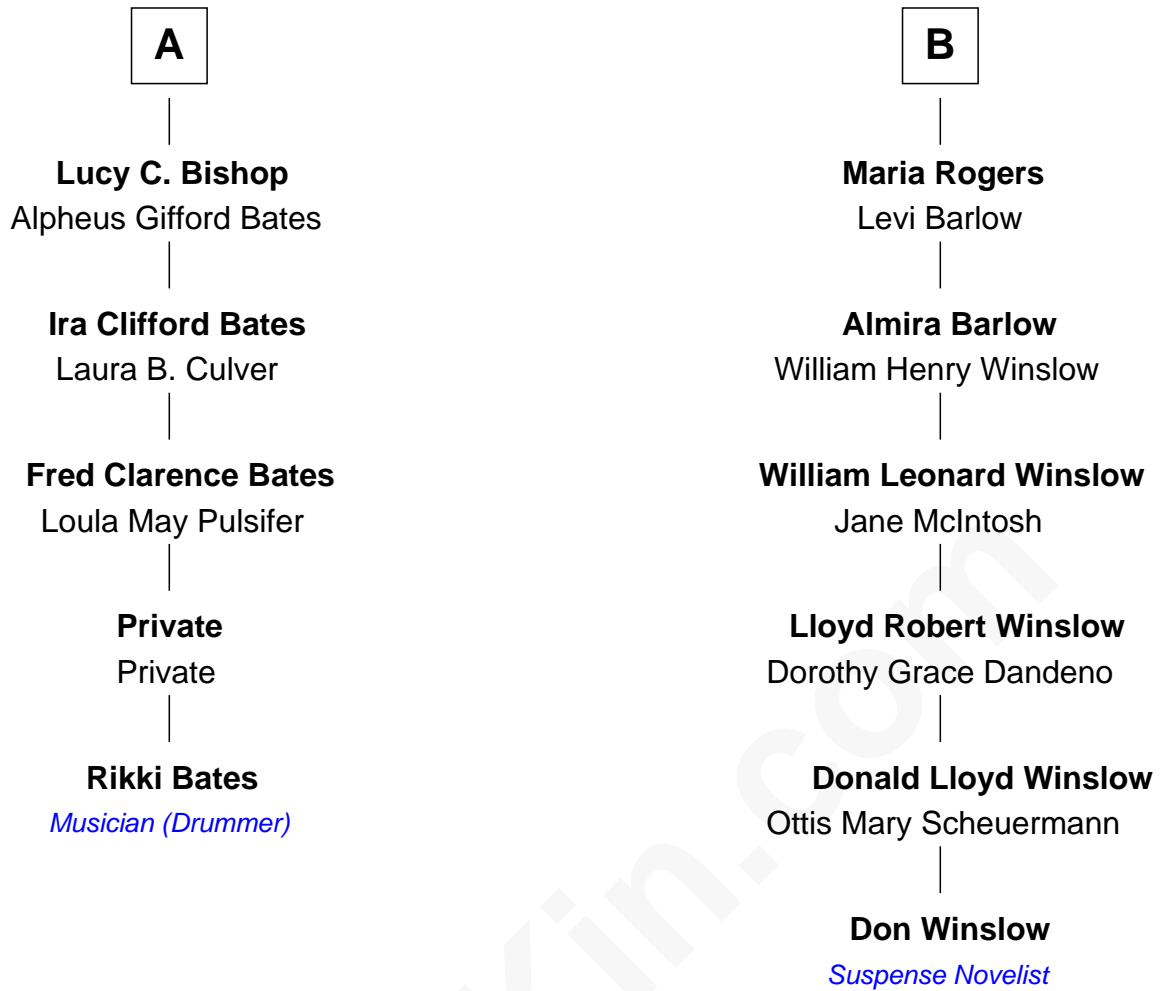 A
Lucy C. Bishop
Alpheus Gifford Bates
Ira Clifford Bates
Laura B. Culver
Fred Clarence Bates
Loula May Pulsifer
Private
Private
Rikki Bates
Musician (Drummer)
B
Maria Rogers
Levi Barlow
Almira Barlow
William Henry Winslow
William Leonard Winslow
Jane McIntosh
Lloyd Robert Winslow
Dorothy Grace Dandeno
Donald Lloyd Winslow
Ottis Mary Scheuermann
Don Winslow
Suspense Novelist